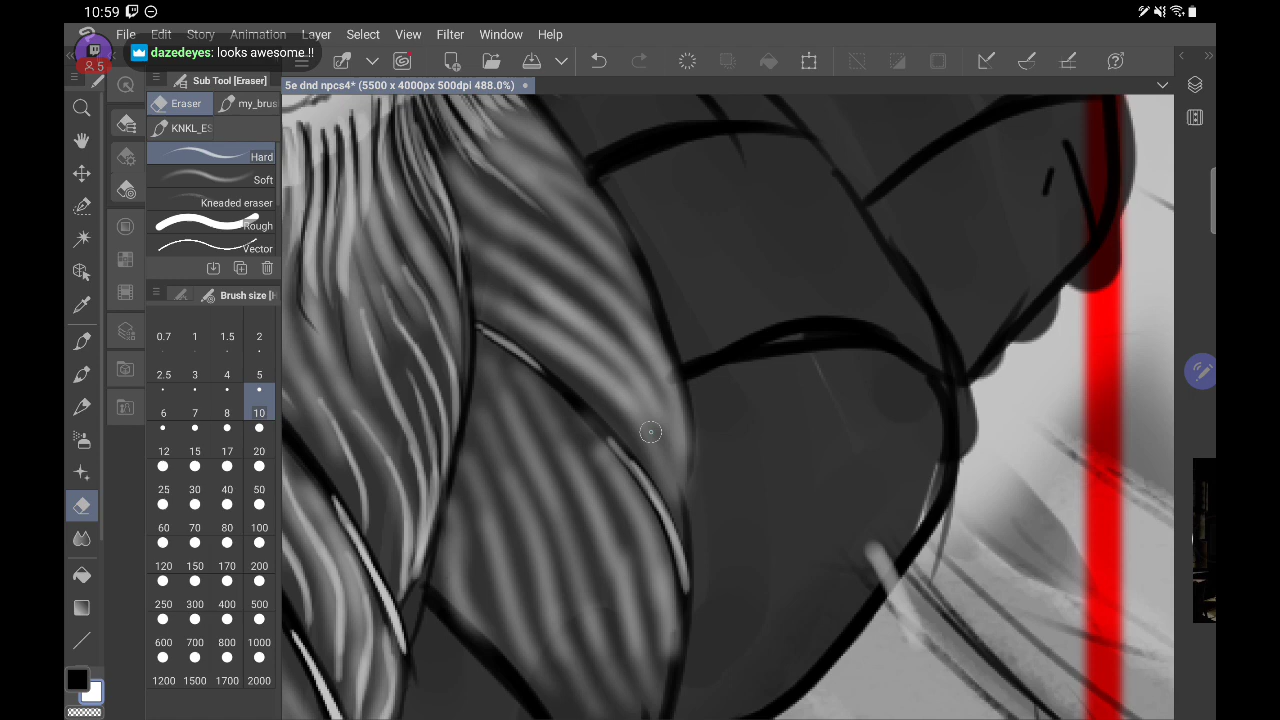 10:59
File Edit Story Animation Layer Select View Filter Window Help
dazedeyes: looks awesome!!
5
Sub Tool [Eraser]
5e dnd npcs4* (5500 x 4000px 500dpi 488.0%)
Eraser my_brus
KNKL_ES
Hard
Soft
Kneaded eraser
Rough
Vector
Brush size [H
0.7 1 1.5 2
2.5 3 4 5
6 7 8 10
12 15 17 20
25 30 40 50
60 70 80 100
120 150 170 200
250 300 400 500
600 700 800 1000
1200 1500 1700 2000